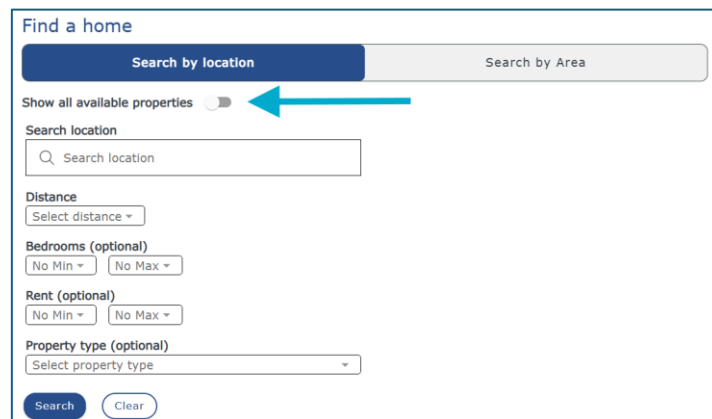 Find a home
Search by location Search by Area
Show all available properties
Search location
Search location
Distance
Select distance
Bedrooms (optional)
No Min No Max
Rent (optional)
No Min No Max
Property type (optional)
Select property type
Search Clear